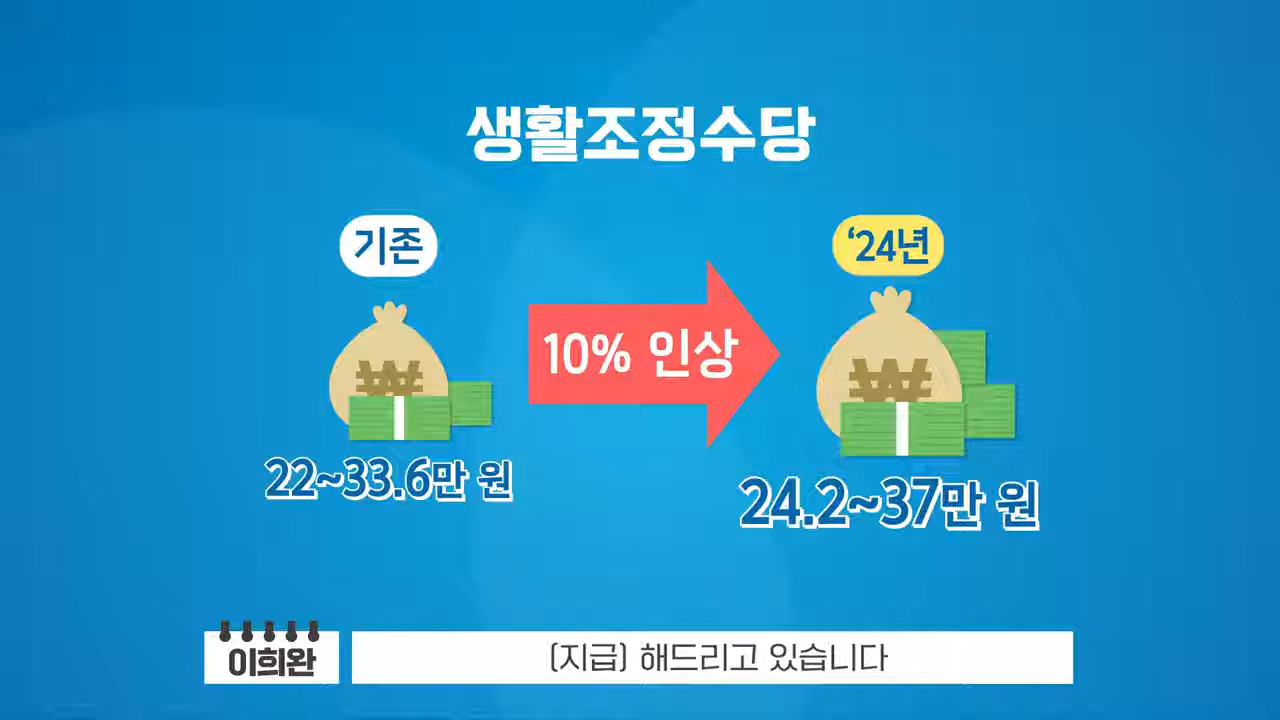 생활조정수당
기존
‘24년
10% 인상
₩
₩
22~33.6만 원
24.2~37만 원
이희완
(지급) 해드리고 있습니다